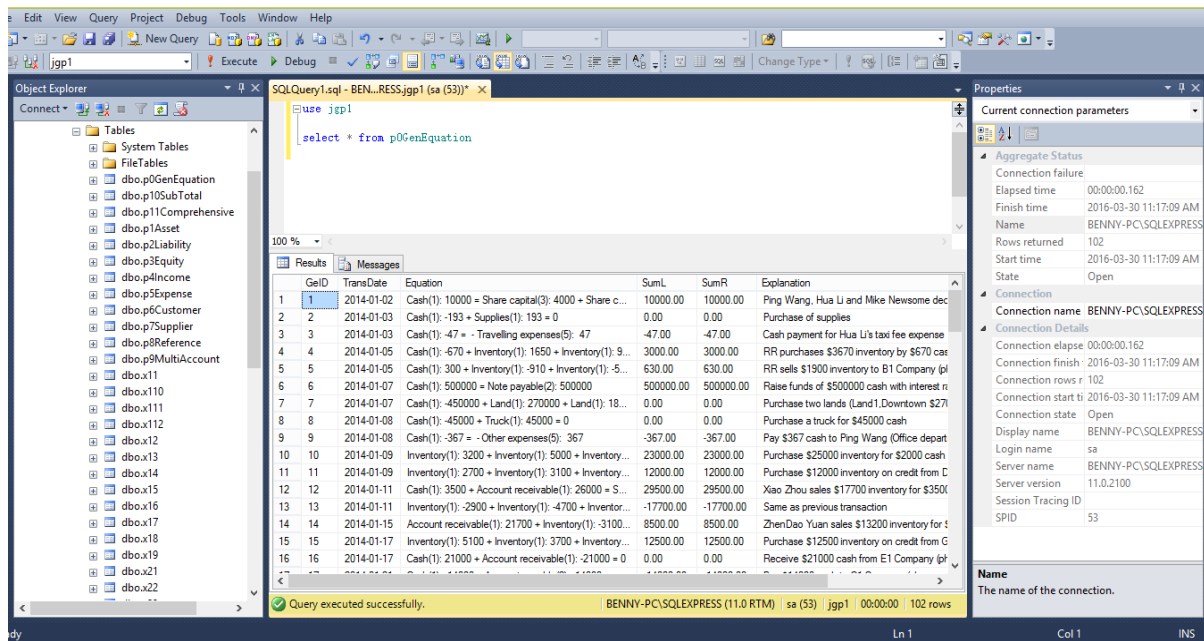 Edit View Query Project Debug Tools Window Help
New Query
jgp1 Execute Debug Change Type
Object Explorer
Connect
Tables
System Tables
FileTables
dbo.p0GenEquation
dbo.p10SubTotal
dbo.p11Comprehensive
dbo.p1Asset
dbo.p2Liability
dbo.p3Equity
dbo.p4Income
dbo.p5Expense
dbo.p6Customer
dbo.p7Supplier
dbo.p8Reference
dbo.p9MultiAccount
dbo.x11
dbo.x110
dbo.x111
dbo.x112
dbo.x12
dbo.x13
dbo.x14
dbo.x15
dbo.x16
dbo.x17
dbo.x18
dbo.x19
dbo.x21
dbo.x22
SQLQuery1.sql - BEN...RESS.jgp1 (sa (53))*
use jgp1
select * from p0GenEquation
100 %
Results Messages
GeID TransDate Equation SumL SumR Explanation
1 1 2014-01-02 Cash(1): 10000 = Share capital(3): 4000 + Share c... 10000.00 10000.00 Ping Wang, Hua Li and Mike Newsome dec
2 2 2014-01-03 Cash(1): -193 + Supplies(1): 193 = 0 0.00 0.00 Purchase of supplies
3 3 2014-01-03 Cash(1): -47 = - Travelling expenses(5): 47 -47.00 -47.00 Cash payment for Hua Li's taxi fee expense
4 4 2014-01-05 Cash(1): -670 + Inventory(1): 1650 + Inventory(1): 9... 3000.00 3000.00 RR purchases $3670 inventory by $670 cas
5 5 2014-01-05 Cash(1): 300 + Inventory(1): -910 + Inventory(1): -5... 630.00 630.00 RR sells $1900 inventory to B1 Company (pl
6 6 2014-01-07 Cash(1): 500000 = Note payable(2): 500000 500000.00 500000.00 Raise funds of $500000 cash with interest ra
7 7 2014-01-07 Cash(1): -450000 + Land(1): 270000 + Land(1): 18... 0.00 0.00 Purchase two lands (Land1,Downtown $27(
8 8 2014-01-08 Cash(1): -45000 + Truck(1): 45000 = 0 0.00 0.00 Purchase a truck for $45000 cash
9 9 2014-01-08 Cash(1): -367 = - Other expenses(5): 367 -367.00 -367.00 Pay $367 cash to Ping Wang (Office depart
10 10 2014-01-09 Inventory(1): 3200 + Inventory(1): 5000 + Inventory... 23000.00 23000.00 Purchase $25000 inventory for $2000 cash
11 11 2014-01-09 Inventory(1): 2700 + Inventory(1): 3100 + Inventory... 12000.00 12000.00 Purchase $12000 inventory on credit from D
12 12 2014-01-11 Cash(1): 3500 + Account receivable(1): 26000 = S... 29500.00 29500.00 Xiao Zhou sales $17700 inventory for $350(
13 13 2014-01-11 Inventory(1): -2900 + Inventory(1): -4700 + Inventor... -17700.00 -17700.00 Same as previous transaction
14 14 2014-01-15 Account receivable(1): 21700 + Inventory(1): -3100... 8500.00 8500.00 ZhenDao Yuan sales $13200 inventory for $
15 15 2014-01-17 Inventory(1): 5100 + Inventory(1): 3700 + Inventory... 12500.00 12500.00 Purchase $12500 inventory on credit from G
16 16 2014-01-17 Cash(1): 21000 + Account receivable(1): -21000 = 0 0.00 0.00 Receive $21000 cash from E1 Company (ph
Query executed successfully. BENNY-PC\SQLEXPRESS (11.0 RTM) sa (53) jgp1 00:00:00 102 rows
Properties
Current connection parameters
Aggregate Status
Connection failure
Elapsed time 00:00:00.162
Finish time 2016-03-30 11:17:09 AM
Name BENNY-PC\SQLEXPRESS
Rows returned 102
Start time 2016-03-30 11:17:09 AM
State Open
Connection
Connection name BENNY-PC\SQLEXPRESS
Connection Details
Connection elapse 00:00:00.162
Connection finish 2016-03-30 11:17:09 AM
Connection rows r 102
Connection start ti 2016-03-30 11:17:09 AM
Connection state Open
Display name BENNY-PC\SQLEXPRESS
Login name sa
Server name BENNY-PC\SQLEXPRESS
Server version 11.0.2100
Session Tracing ID
SPID 53
Name
The name of the connection.
Ln 1 Col 1 INS